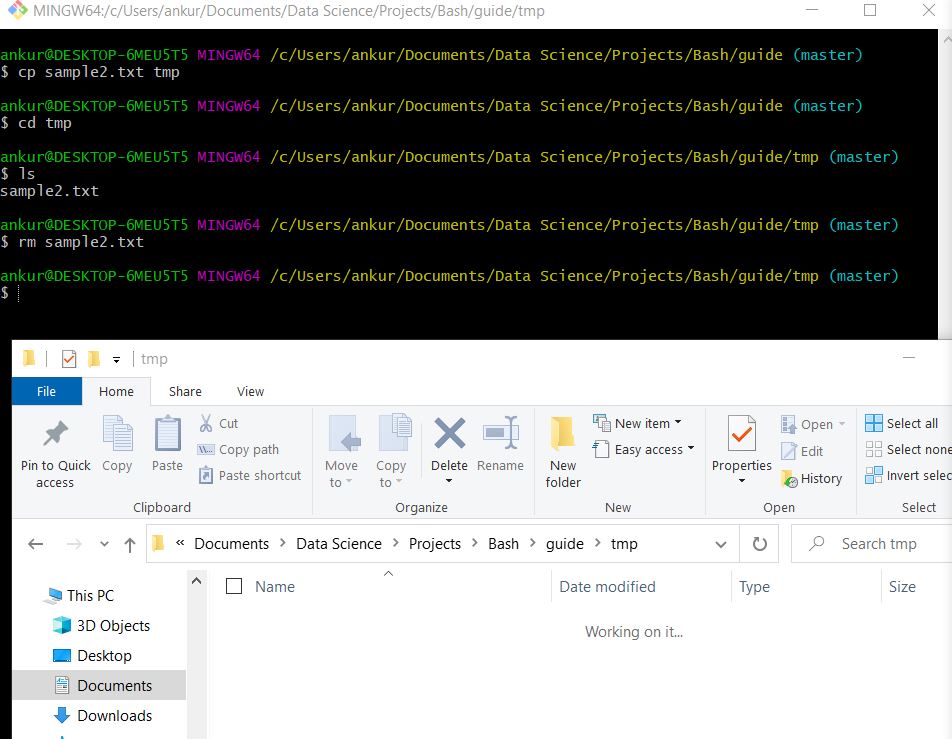 MINGW64:/c/Users/ankur/Documents/Data Science/Projects/Bash/guide/tmp
ankur@DESKTOP-6MEU5T5 MINGW64 /c/Users/ankur/Documents/Data Science/Projects/Bash/guide (master)
$ cp sample2.txt tmp
ankur@DESKTOP-6MEU5T5 MINGW64 /c/Users/ankur/Documents/Data Science/Projects/Bash/guide (master)
$ cd tmp
ankur@DESKTOP-6MEU5T5 MINGW64 /c/Users/ankur/Documents/Data Science/Projects/Bash/guide/tmp (master)
$ ls
sample2.txt
ankur@DESKTOP-6MEU5T5 MINGW64 /c/Users/ankur/Documents/Data Science/Projects/Bash/guide/tmp (master)
$ rm sample2.txt
ankur@DESKTOP-6MEU5T5 MINGW64 /c/Users/ankur/Documents/Data Science/Projects/Bash/guide/tmp (master)
$
tmp
File Home Share View
Pin to Quick access
Copy
Paste
Cut
Copy path
Paste shortcut
Clipboard
Move to
Copy to
Delete
Rename
Organize
New folder
New item
Easy access
New
Properties
Open
Edit
History
Open
Select all
Select none
Invert selec
Select
« Documents > Data Science > Projects > Bash > guide > tmp
Search tmp
Name Date modified Type Size
Working on it...
This PC
3D Objects
Desktop
Documents
Downloads